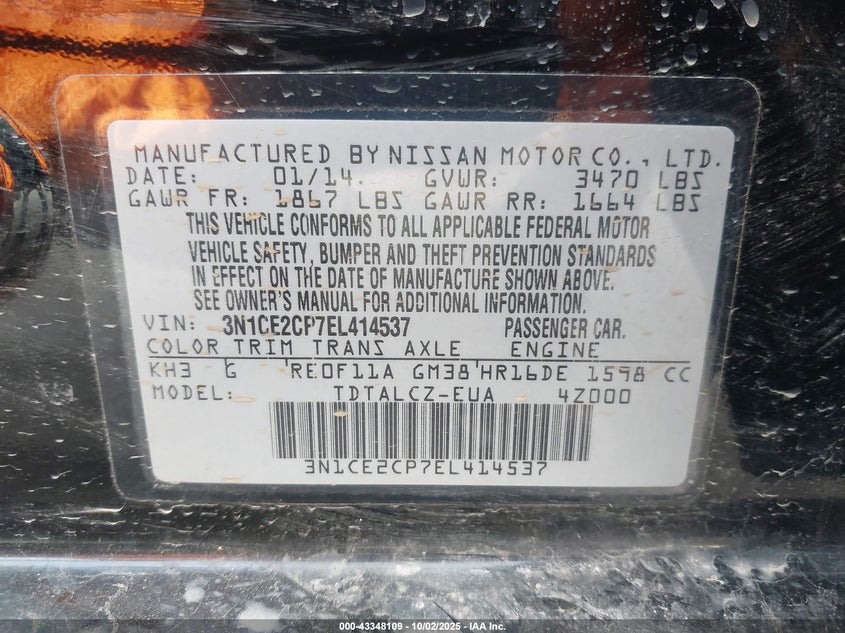 MANUFACTURED BY NISSAN MOTOR CO., LTD.
DATE: 01/14. GVWR: 3470 LBS
GAWR FR: 1867 LBS GAWR RR: 1664 LBS
THIS VEHICLE CONFORMS TO ALL APPLICABLE FEDERAL MOTOR
VEHICLE SAFETY, BUMPER AND THEFT PREVENTION STANDARDS
IN EFFECT ON THE DATE OF MANUFACTURE SHOWN ABOVE.
SEE OWNER'S MANUAL FOR ADDITIONAL INFORMATION.
VIN: 3N1CE2CP7EL414537 PASSENGER CAR.
COLOR TRIM TRANS AXLE ENGINE
KH3 G RE0F11A GM38 HR16DE 1598 CC
MODEL: TDTALCZ-EUA 4Z000
3N1CE2CP7EL414537
000-43348109 - 10/02/2025 - IAA Inc.